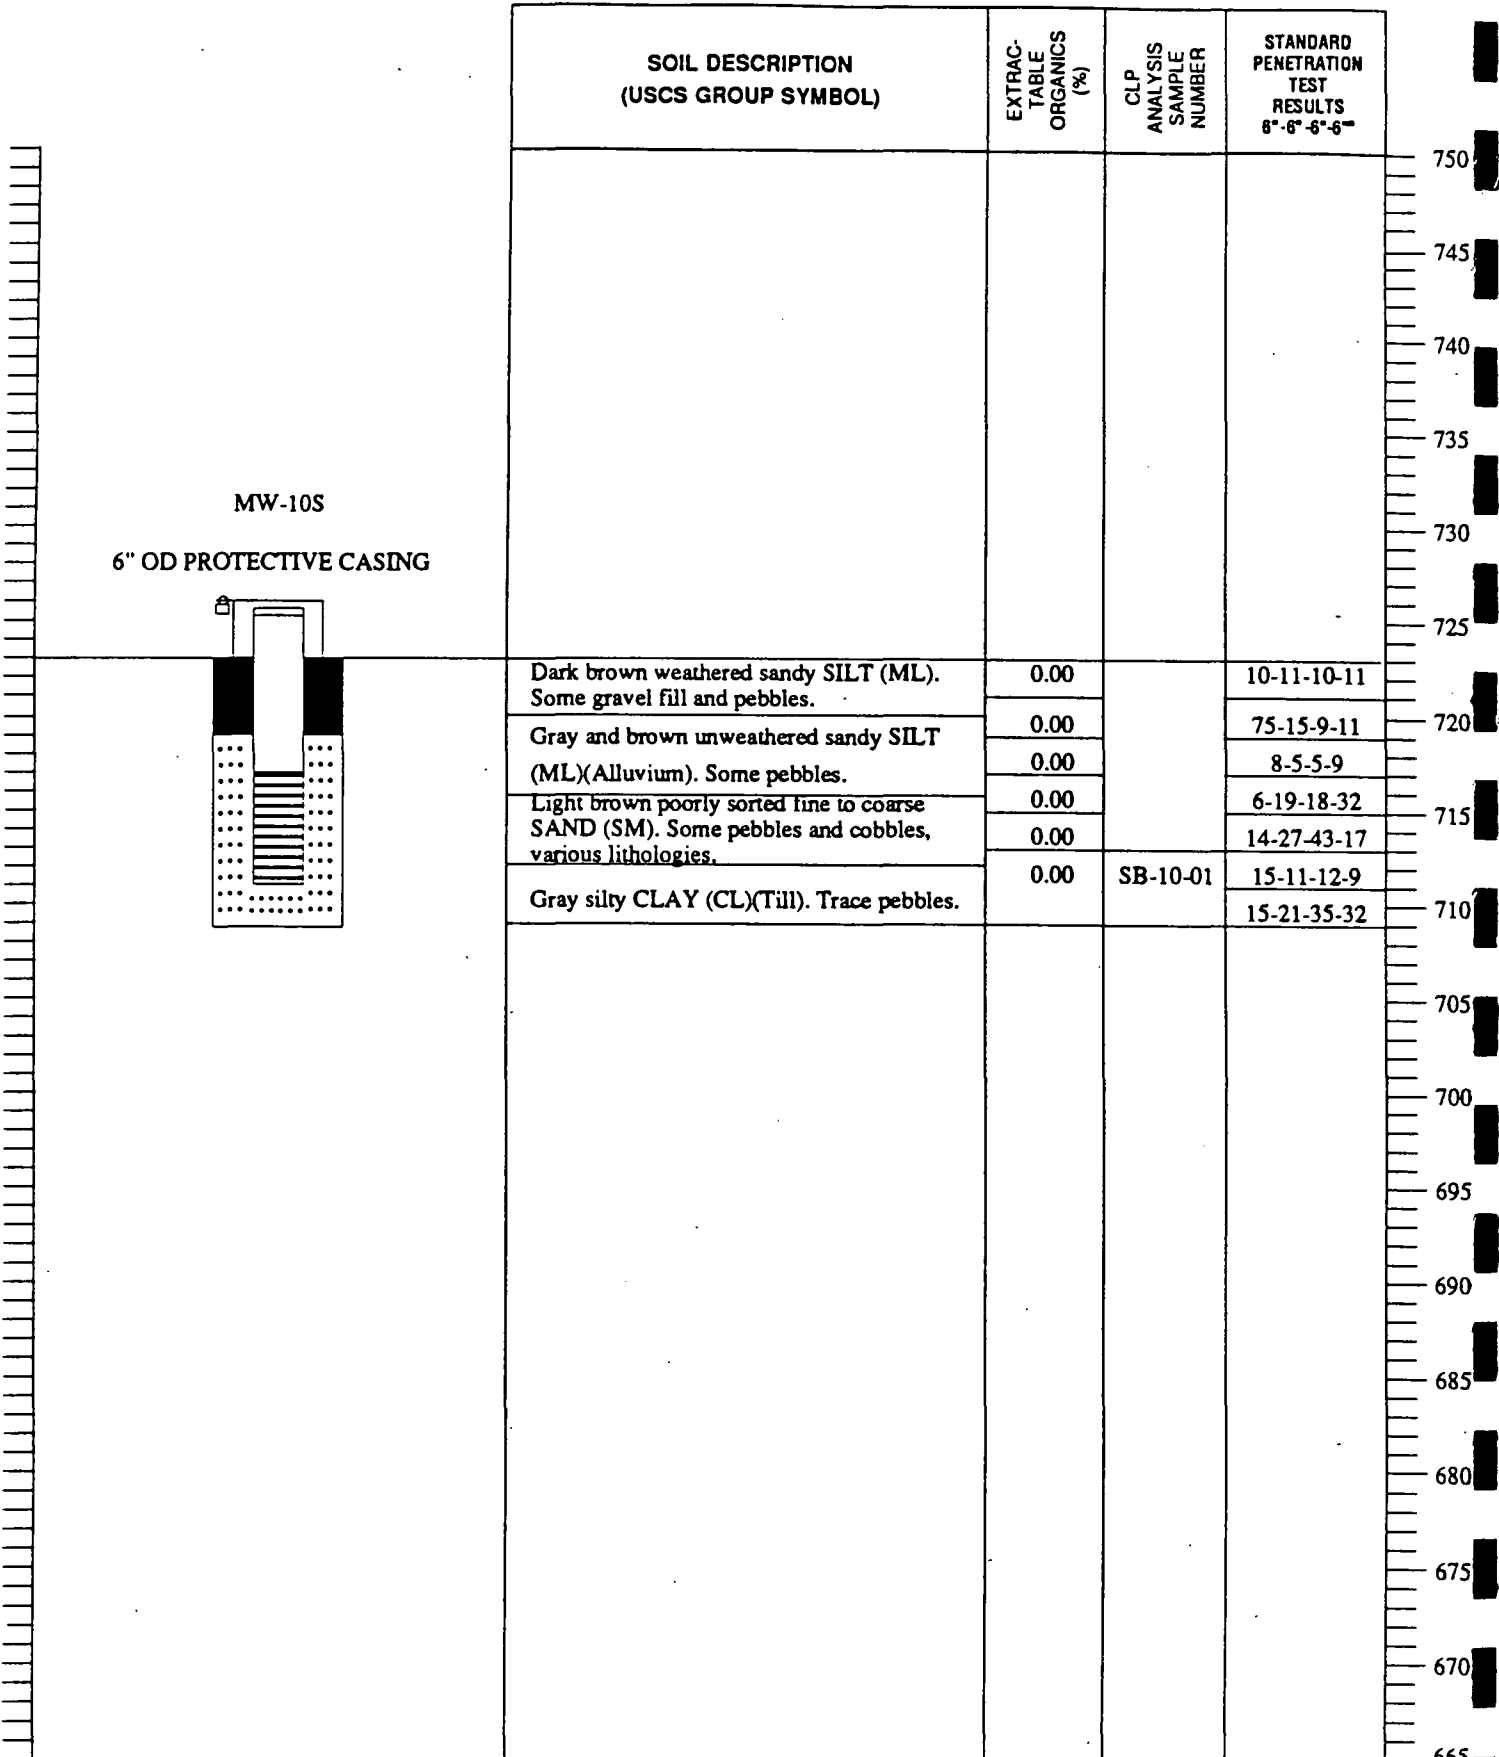 SOIL DESCRIPTION
(USCS GROUP SYMBOL)
EXTRAC-
TABLE
ORGANICS
(%)
CLP
ANALYSIS
SAMPLE
NUMBER
STANDARD
PENETRATION
TEST
RESULTS
6"-6"-6"-6"
750
745
740
735
MW-10S
730
6" OD PROTECTIVE CASING
725
Dark brown weathered sandy SILT (ML).
Some gravel fill and pebbles.
0.00
10-11-10-11
720
Gray and brown unweathered sandy SILT
(ML)(Alluvium). Some pebbles.
0.00
75-15-9-11
0.00
8-5-5-9
Light brown poorly sorted fine to coarse
SAND (SM). Some pebbles and cobbles,
various lithologies.
0.00
6-19-18-32
715
0.00
14-27-43-17
0.00
SB-10-01
15-11-12-9
Gray silty CLAY (CL)(Till). Trace pebbles.
15-21-35-32
710
705
700
695
690
685
680
675
670
665